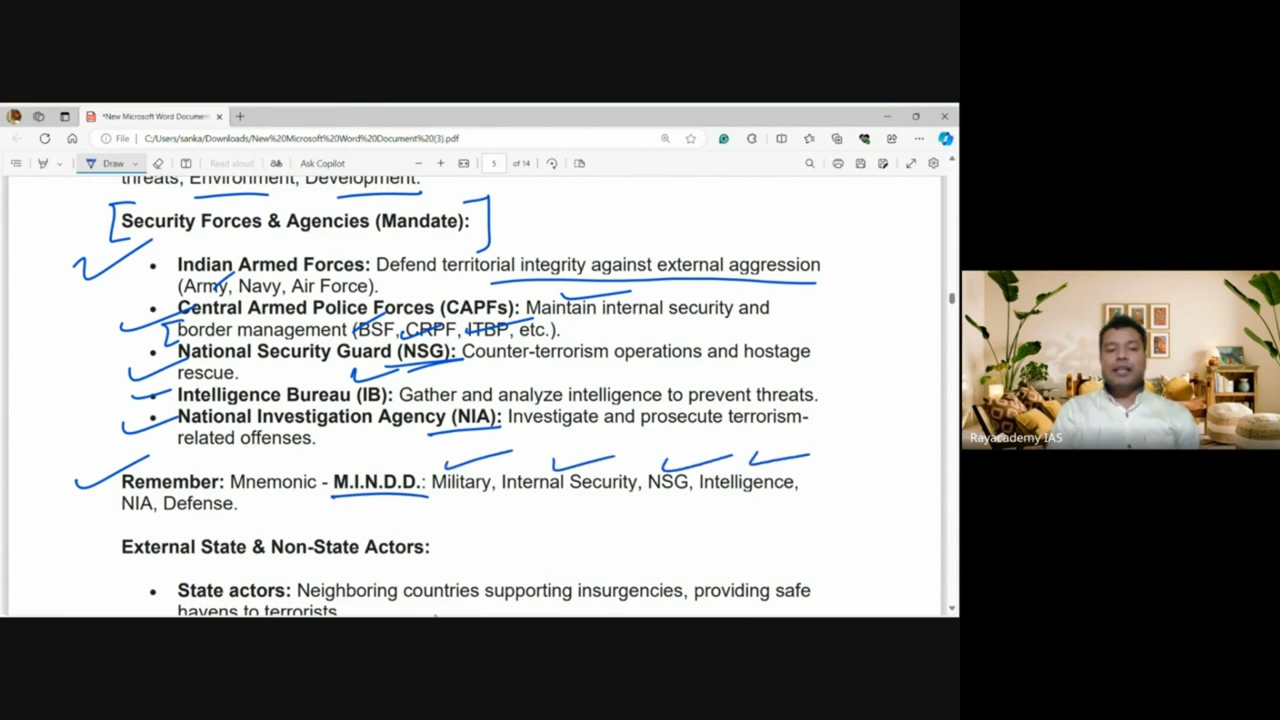 *New Microsoft Word Document
File C:/Users/sanka/Downloads/New%20Microsoft%20Word%20Document%20(3).pdf
Draw Read aloud Ask Copilot 5 of 14
threats, Environment, Development.
Security Forces & Agencies (Mandate):
• Indian Armed Forces: Defend territorial integrity against external aggression
(Army, Navy, Air Force).
• Central Armed Police Forces (CAPFs): Maintain internal security and
border management (BSF, CRPF, ITBP, etc.).
• National Security Guard (NSG): Counter-terrorism operations and hostage
rescue.
• Intelligence Bureau (IB): Gather and analyze intelligence to prevent threats.
• National Investigation Agency (NIA): Investigate and prosecute terrorism-
related offenses.
Rayacademy IAS
Remember: Mnemonic - M.I.N.D.D.: Military, Internal Security, NSG, Intelligence,
NIA, Defense.
External State & Non-State Actors:
• State actors: Neighboring countries supporting insurgencies, providing safe
havens to terrorists